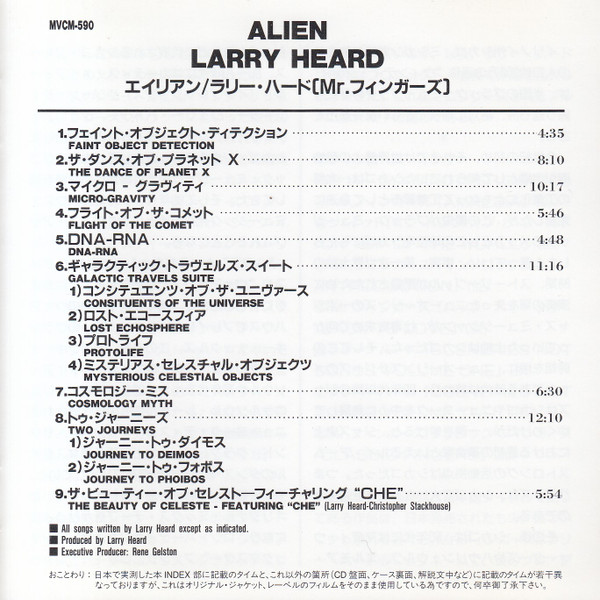 MVCM-590
ALIEN
LARRY HEARD
エイリアン/ラリー・ハード〔Mr.フィンガーズ〕
1.フェイント・オブジェクト・ディテクション 4:35
FAINT OBJECT DETECTION
2.ザ・ダンス・オブ・プラネット X 8:10
THE DANCE OF PLANET X
3.マイクロ - グラヴィティ 10:17
MICRO-GRAVITY
4.フライト・オブ・ザ・コメット 5:46
FLIGHT OF THE COMET
5.DNA-RNA 4:48
DNA-RNA
6.ギャラクティック・トラヴェルズ・スイート 11:16
GALACTIC TRAVELS SUITE
1)コンシテュエンツ・オブ・ザ・ユニヴァース
CONSITUENTS OF THE UNIVERSE
2)ロスト・エコースフィア
LOST ECHOSPHERE
3)プロトライフ
PROTOLIFE
4)ミステリアス・セレスチャル・オブジェクツ
MYSTERIOUS CELESTIAL OBJECTS
7.コスモロジー・ミス 6:30
COSMOLOGY MYTH
8.トゥ・ジャーニーズ 12:10
TWO JOURNEYS
1)ジャーニー・トゥ・ダイモス
JOURNEY TO DEIMOS
2)ジャーニー・トゥ・フォボス
JOURNEY TO PHOIBOS
9.ザ・ビューティー・オブ・セレスト―フィーチャリング “CHE” 5:54
THE BEAUTY OF CELESTE - FEATURING “CHE” (Larry Heard-Christopher Stackhouse)
■ All songs written by Larry Heard except as indicated.
■ Produced by Larry Heard
■ Executive Producer: Rene Gelston
おことわり：日本で実測した本 INDEX 部に記載のタイムと、これ以外の箇所(CD 盤面、ケース裏面、解説文中など)に記載のタイムが若干異
なっておりますが、これはオリジナル・ジャケット、レーベルのフィルムをそのまま使用している為ですので、何卒御了承下さい。